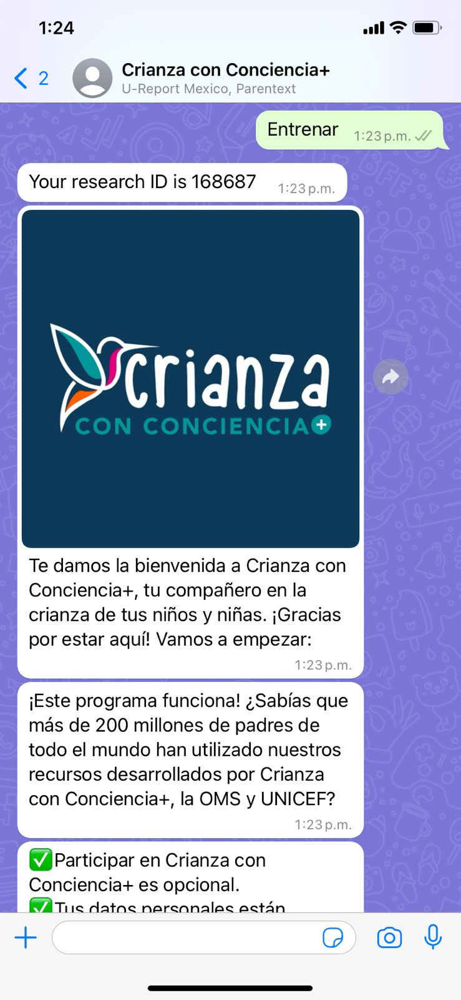 1:24
2
Crianza con Conciencia+
U-Report Mexico, Parentext
Entrenar 1:23 p.m.
Your research ID is 168687 1:23 p.m.
crianza
CON CONCIENCIA+
Te damos la bienvenida a Crianza con
Conciencia+, tu compañero en la
crianza de tus niños y niñas. ¡Gracias
por estar aquí! Vamos a empezar:
1:23 p.m.
¡Este programa funciona! ¿Sabías que
más de 200 millones de padres de
todo el mundo han utilizado nuestros
recursos desarrollados por Crianza
con Conciencia+, la OMS y UNICEF?
1:23 p.m.
✅Participar en Crianza con
Conciencia+ es opcional.
✅Tus datos personales están